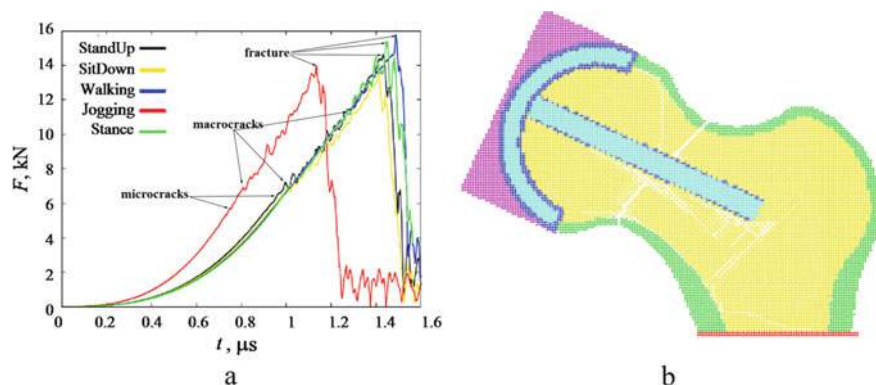 16
14
12
10
8
6
4
2
0
F, kN
StandUp
SitDown
Walking
Jogging
Stance
fracture
macrocracks
microcracks
0 0.2 0.4 0.6 0.8 1 1.2 1.4 1.6
t, μs
a
b